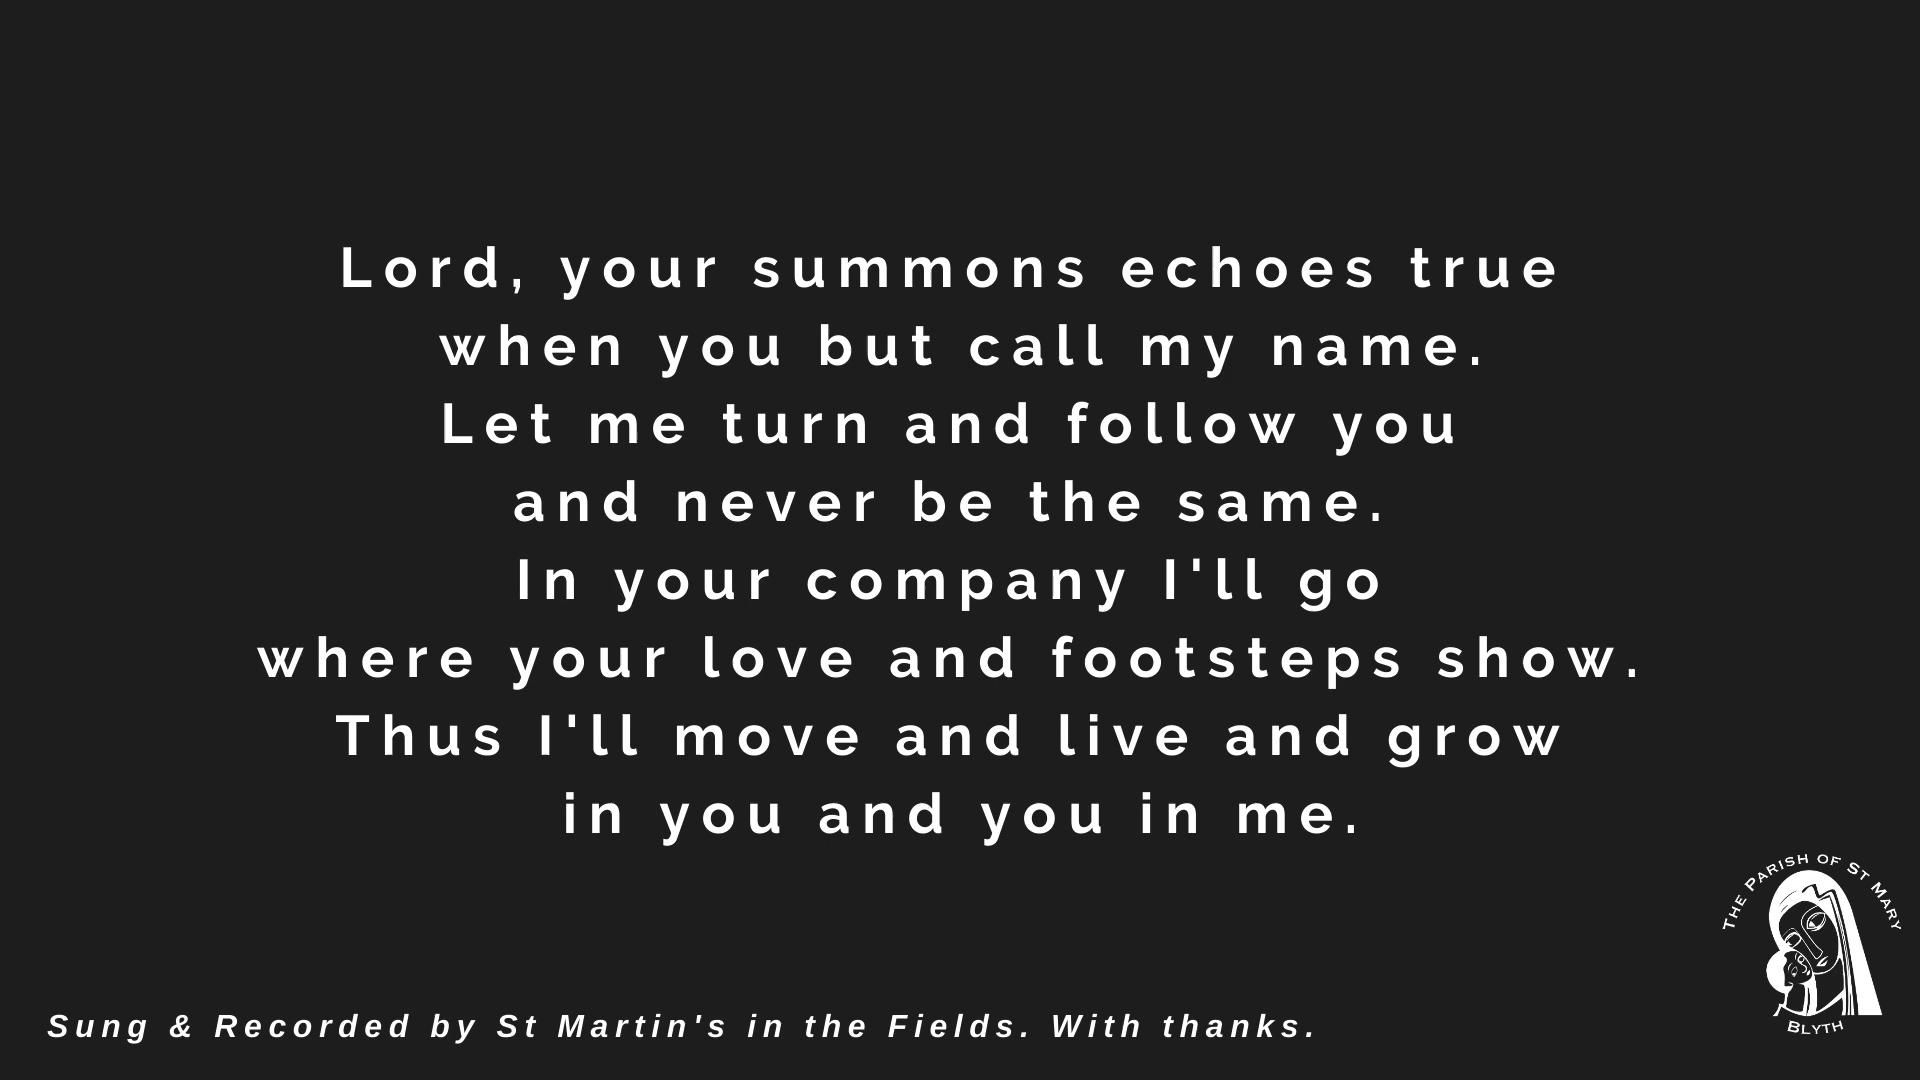 Lord, your summons echoes true
when you but call my name.
Let me turn and follow you
and never be the same.
In your company I'll go
where your love and footsteps show.
Thus I'll move and live and grow
in you and you in me.
THE PARISH OF ST MARY
BLYTH
Sung & Recorded by St Martin's in the Fields. With thanks.